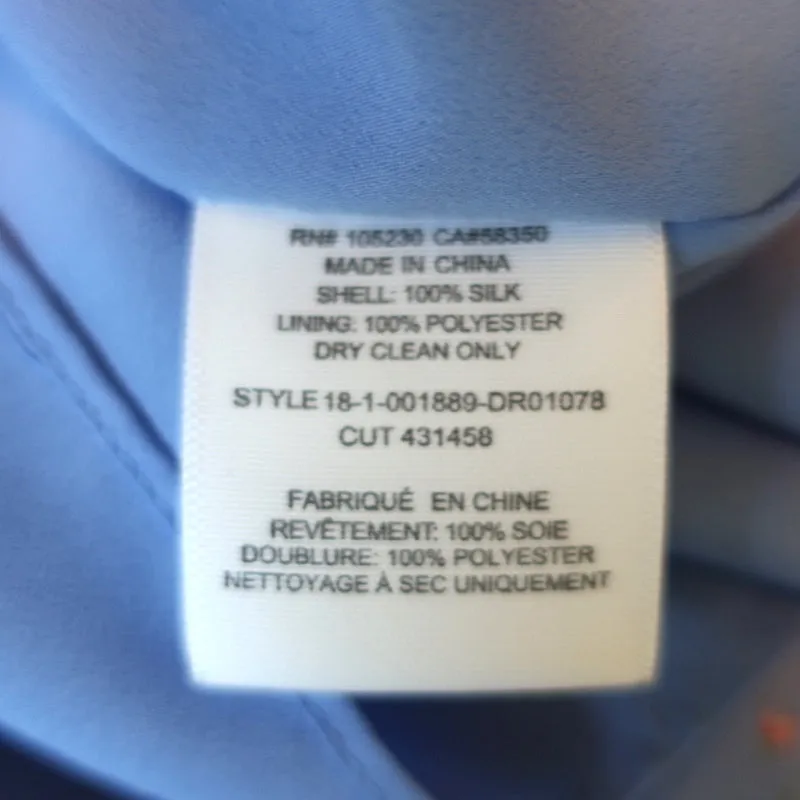 RN# 105230 CA#58350
MADE IN CHINA
SHELL: 100% SILK
LINING: 100% POLYESTER
DRY CLEAN ONLY
STYLE 18-1-001889-DR01078
CUT 431458
FABRIQUÉ EN CHINE
REVÊTEMENT: 100% SOIE
DOUBLURE: 100% POLYESTER
NETTOYAGE À SEC UNIQUEMENT